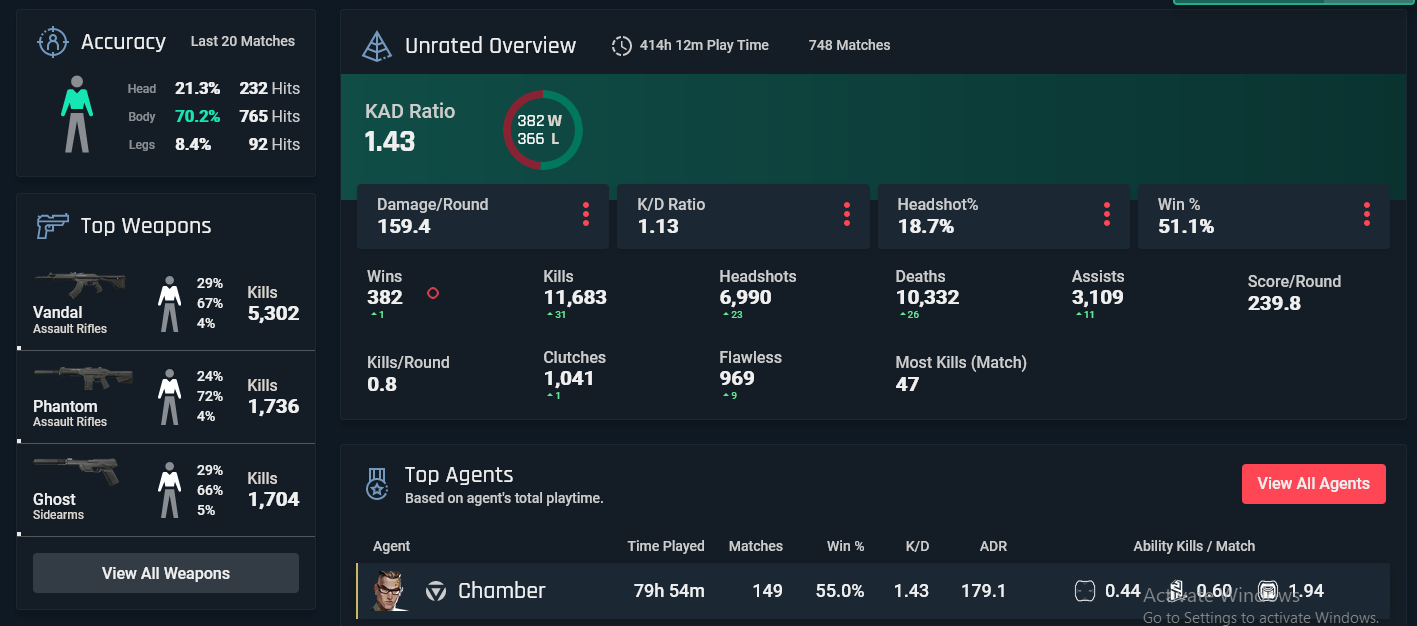 Accuracy Last 20 Matches
Head 21.3% 232 Hits
Body 70.2% 765 Hits
Legs 8.4% 92 Hits
Top Weapons
29%
Vandal 67% Kills
Assault Rifles 4% 5,302
24%
Phantom 72% Kills
Assault Rifles 4% 1,736
29%
Ghost 66% Kills
Sidearms 5% 1,704
View All Weapons
Unrated Overview 414h 12m Play Time 748 Matches
KAD Ratio 382 W
1.43 366 L
Damage/Round K/D Ratio Headshot% Win %
159.4 1.13 18.7% 51.1%
Wins Kills Headshots Deaths Assists Score/Round
382 11,683 6,990 10,332 3,109 239.8
1 31 23 26 11
Kills/Round Clutches Flawless Most Kills (Match)
0.8 1,041 969 47
1 9
Top Agents
Based on agent's total playtime.
View All Agents
Agent Time Played Matches Win % K/D ADR Ability Kills / Match
Chamber 79h 54m 149 55.0% 1.43 179.1 0.44 0.60 1.94
Activate Windows
Go to Settings to activate Windows.